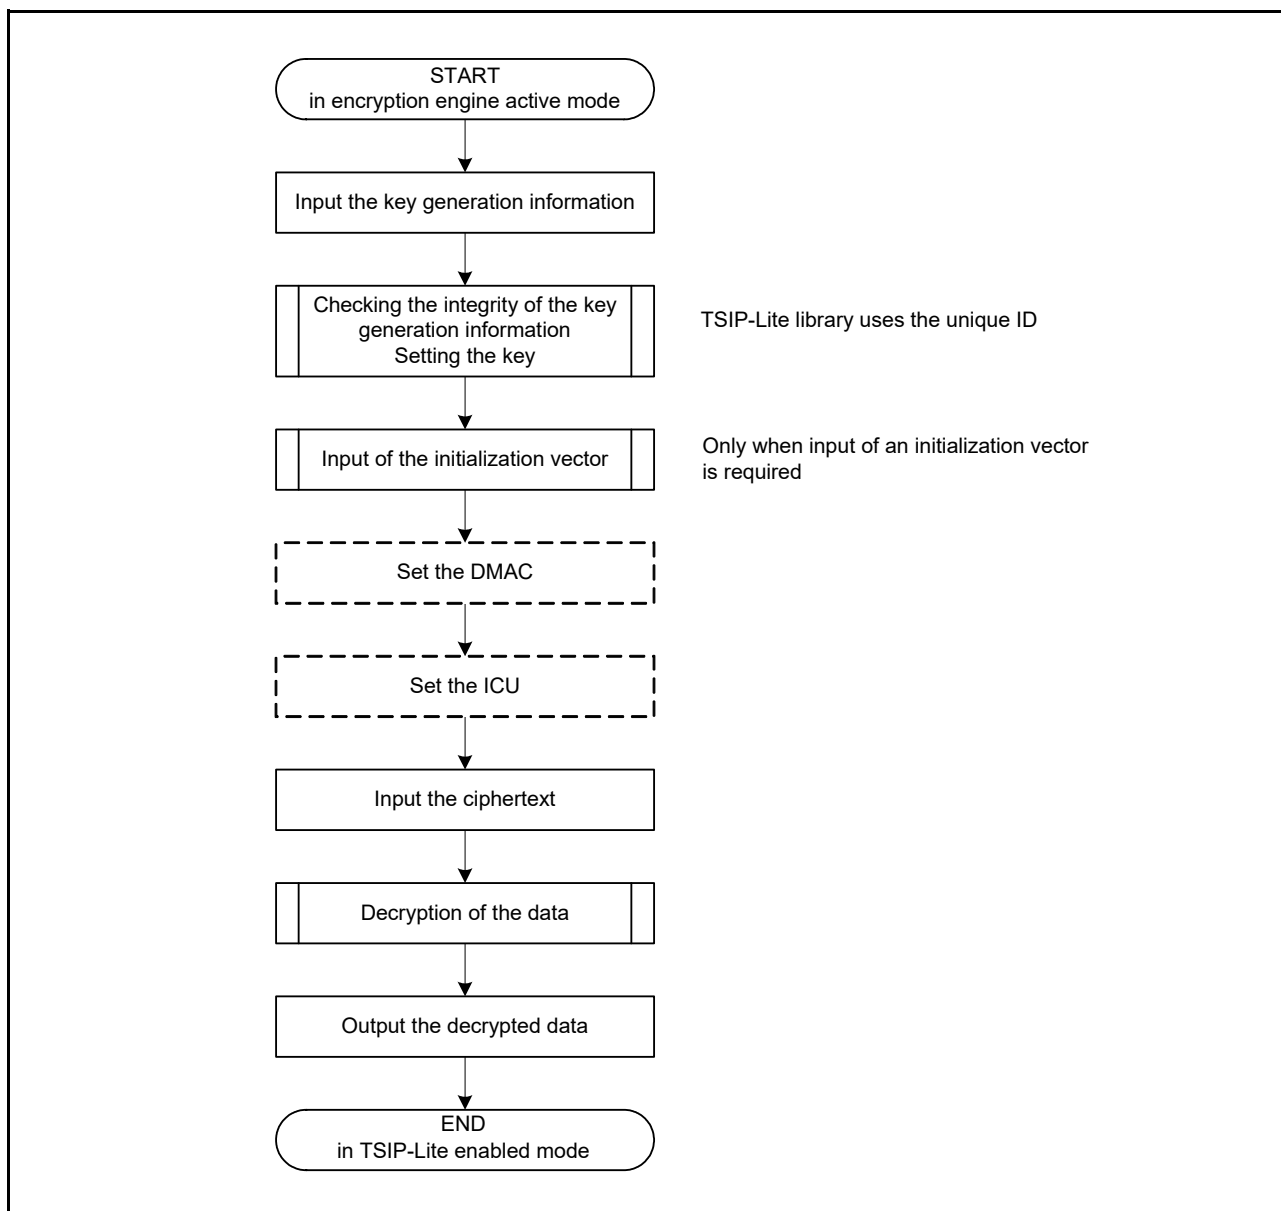 START
in encryption engine active mode
Input the key generation information
Checking the integrity of the key
generation information
Setting the key
TSIP-Lite library uses the unique ID
Input of the initialization vector
Only when input of an initialization vector
is required
Set the DMAC
Set the ICU
Input the ciphertext
Decryption of the data
Output the decrypted data
END
in TSIP-Lite enabled mode